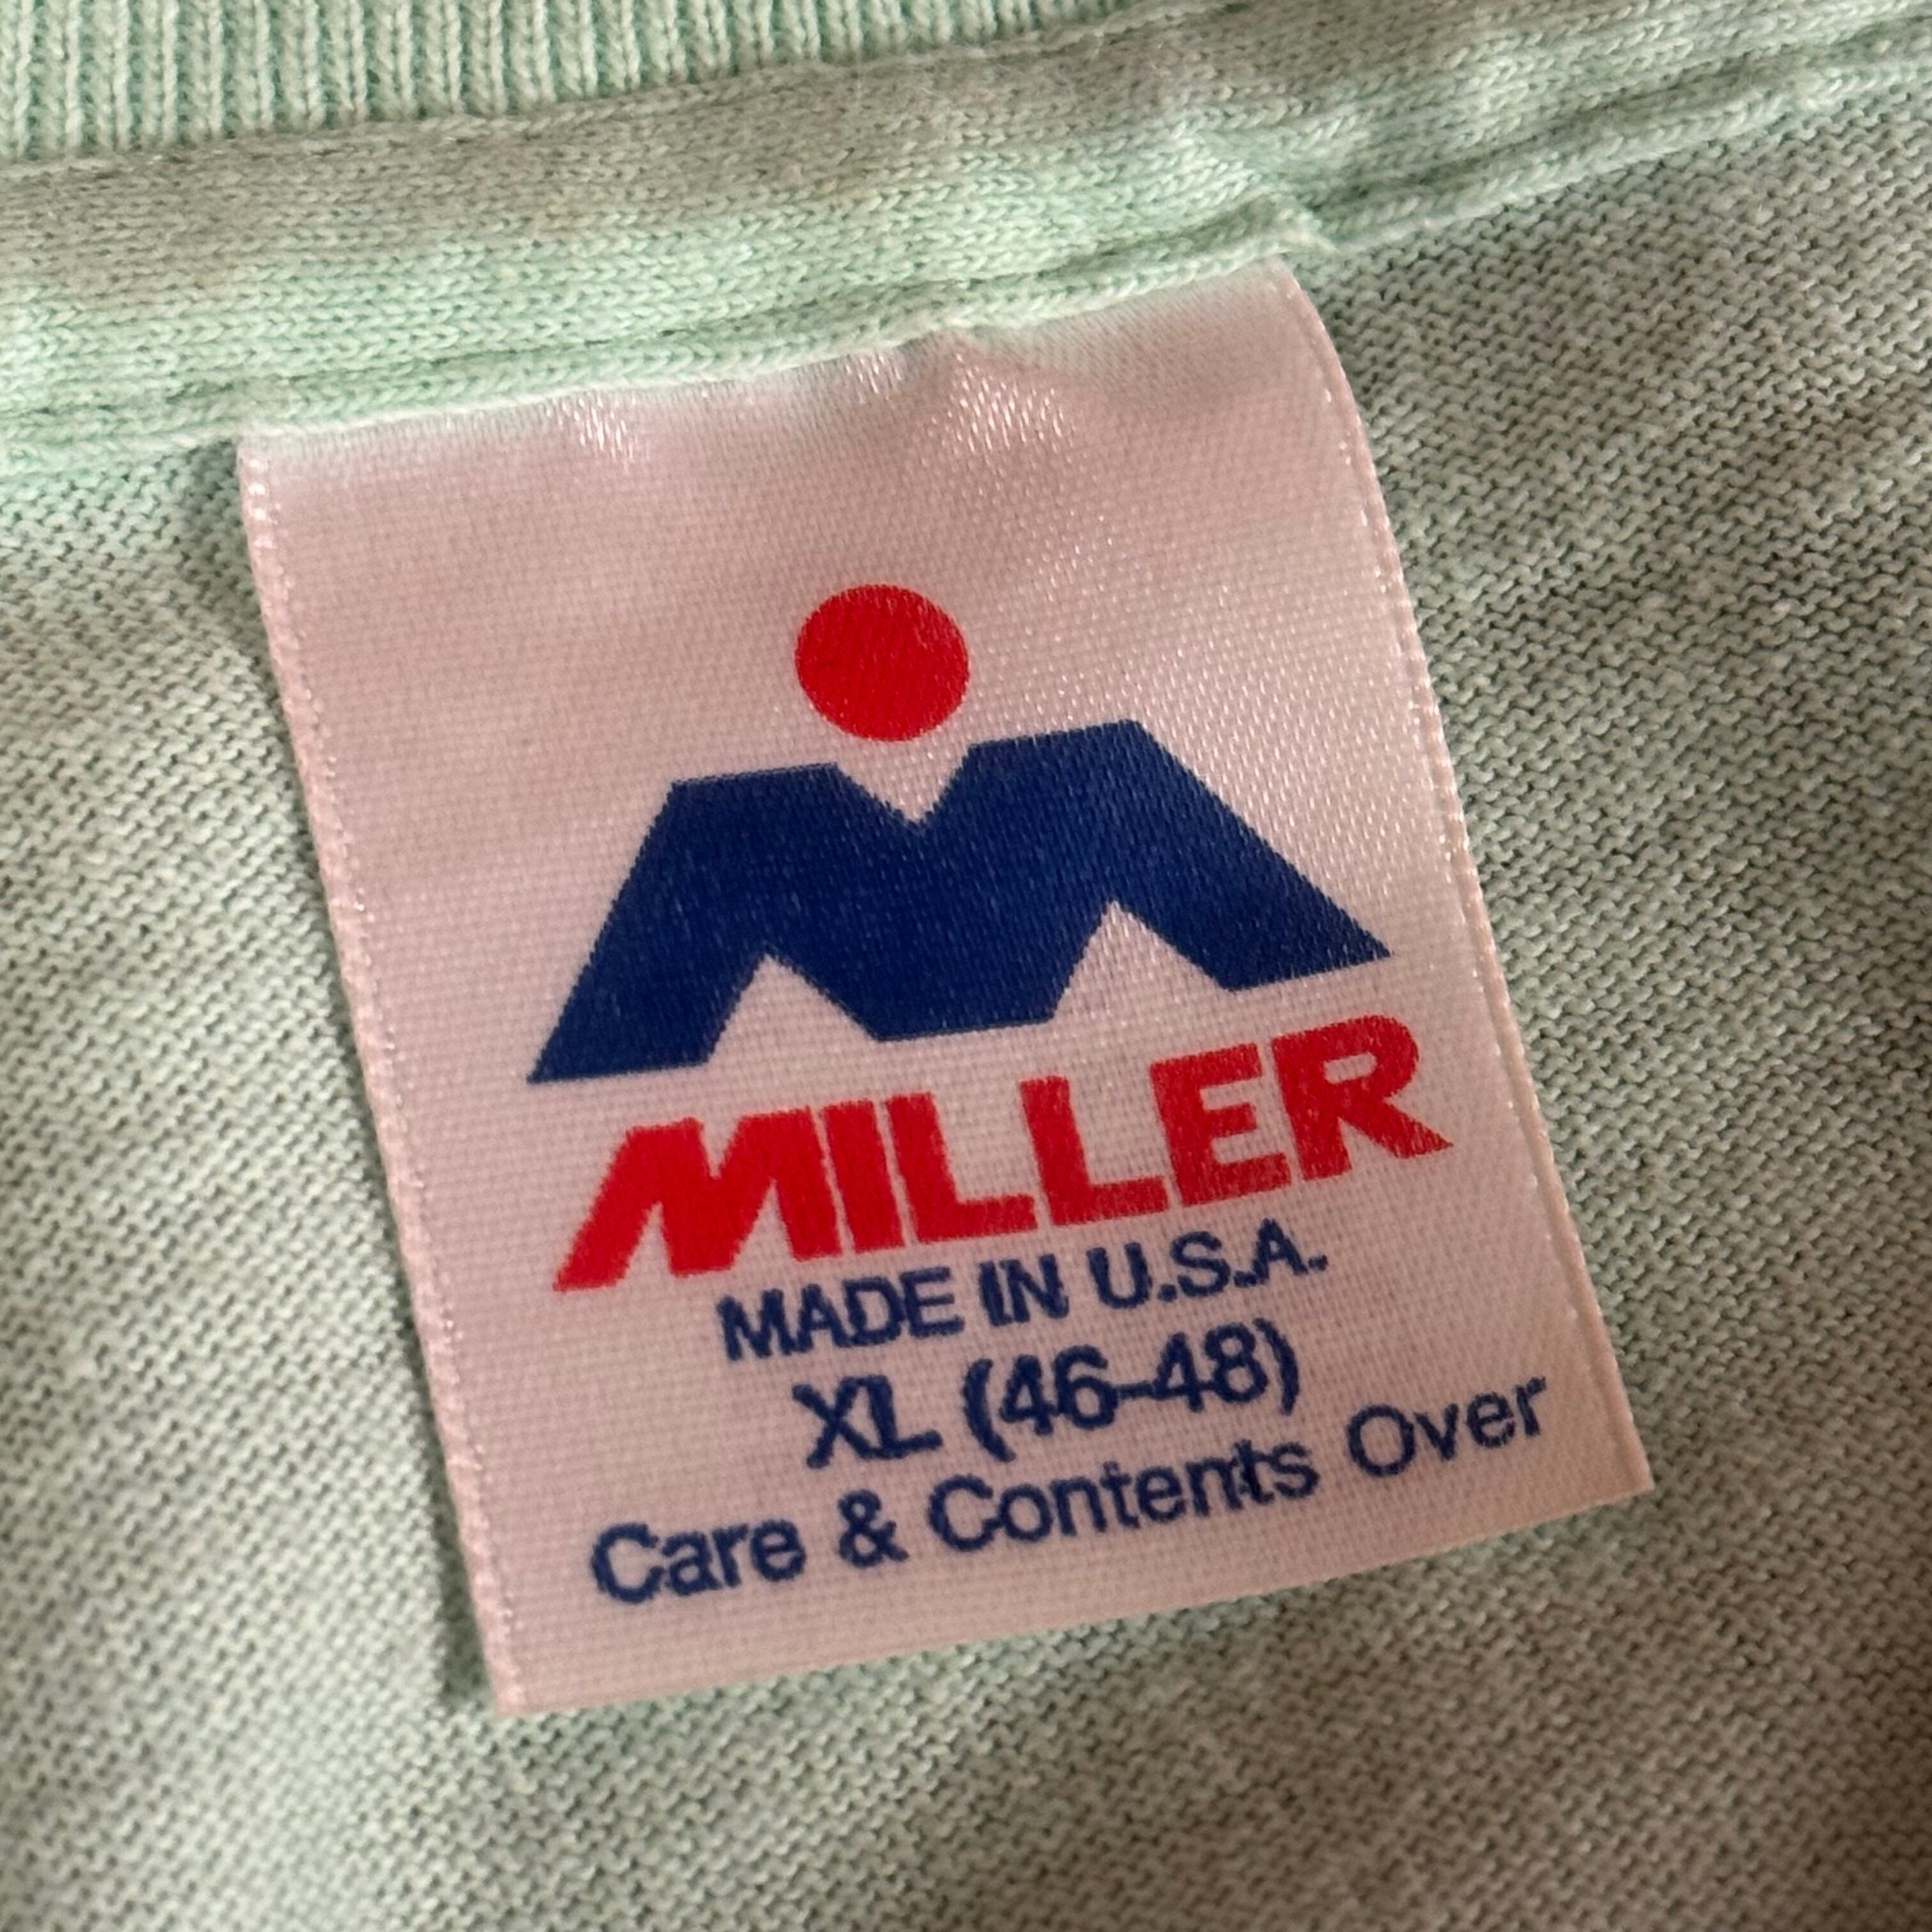 MILLER
MADE IN U.S.A.
XL (46-48)
Care & Contents Over